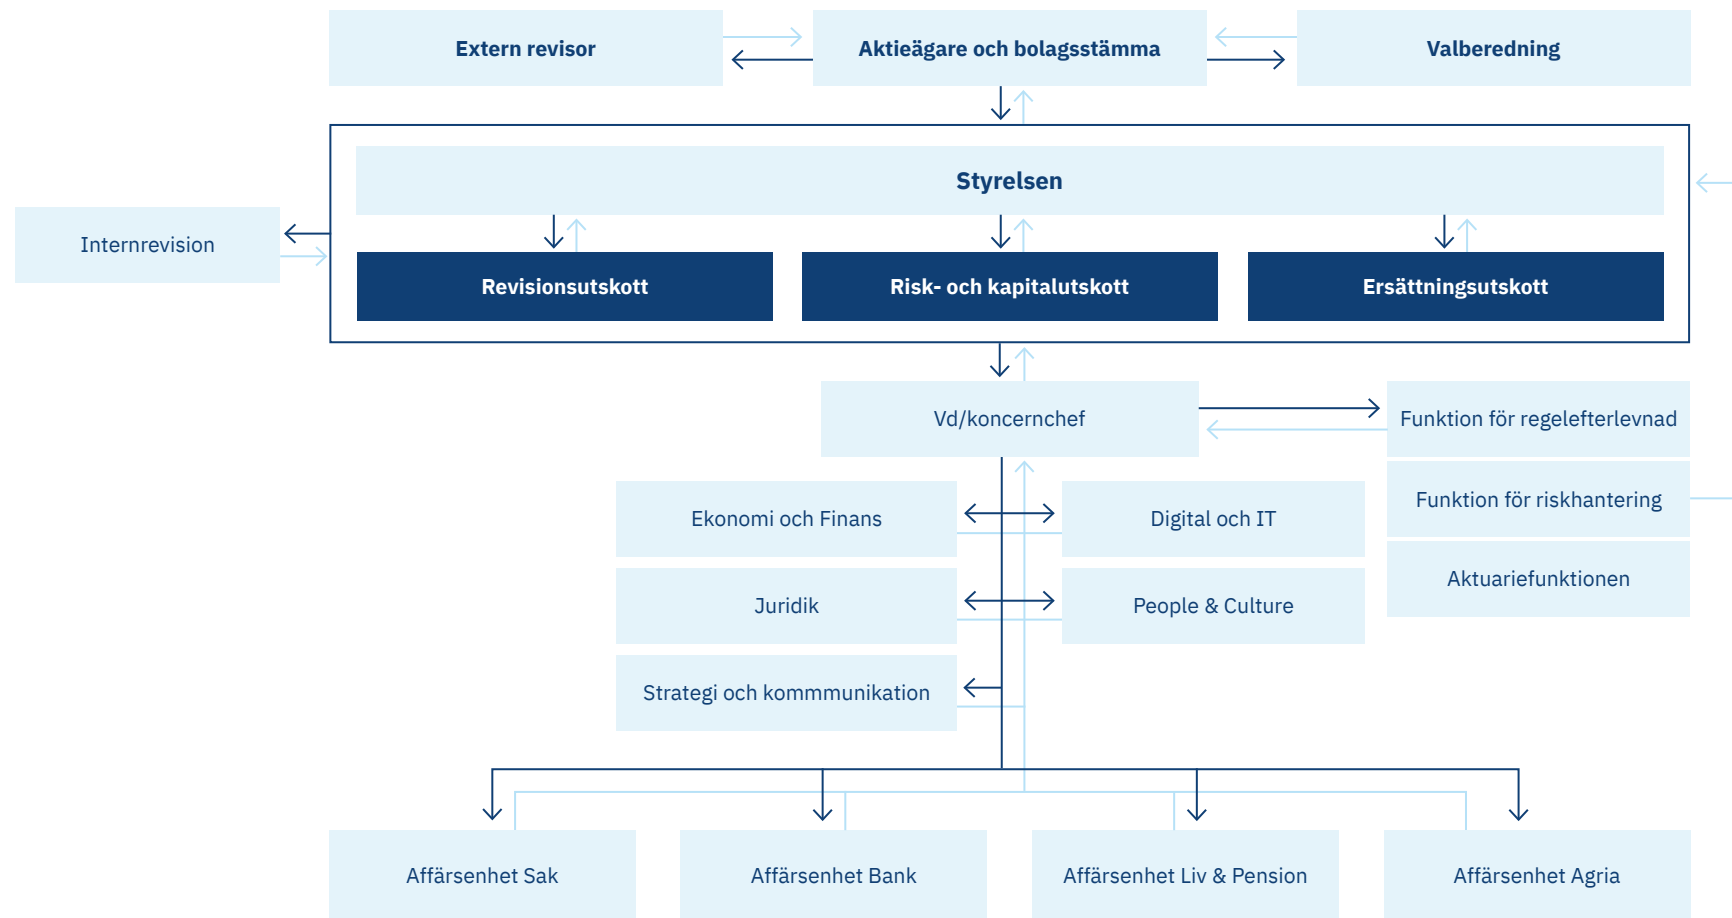 Extern revisor
Aktieägare och bolagsstämma
Valberedning
Styrelsen
Internrevision
Revisionsutskott
Risk- och kapitalutskott
Ersättningsutskott
Vd/koncernchef
Funktion för regelefterlevnad
Funktion för riskhantering
Aktuariefunktionen
Ekonomi och Finans
Digital och IT
Juridik
People & Culture
Strategi och kommmunikation
Affärsenhet Sak
Affärsenhet Bank
Affärsenhet Liv & Pension
Affärsenhet Agria